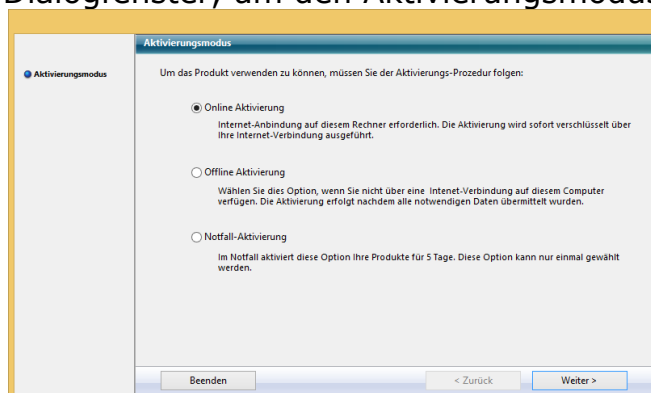 Dialogfenster, um den Aktivierungsmodus
Aktivierungsmodus
Aktivierungsmodus
Um das Produkt verwenden zu können, müssen Sie der Aktivierungs-Prozedur folgen:
Online Aktivierung
Internet-Anbindung auf diesem Rechner erforderlich. Die Aktivierung wird sofort verschlüsselt über
Ihre Internet-Verbindung ausgeführt.
Offline Aktivierung
Wählen Sie dies Option, wenn Sie nicht über eine Intenet-Verbindung auf diesem Computer
verfügen. Die Aktivierung erfolgt nachdem alle notwendigen Daten übermittelt wurden.
Notfall-Aktivierung
Im Notfall aktiviert diese Option Ihre Produkte für 5 Tage. Diese Option kann nur einmal gewählt
werden.
Beenden
< Zurück
Weiter >